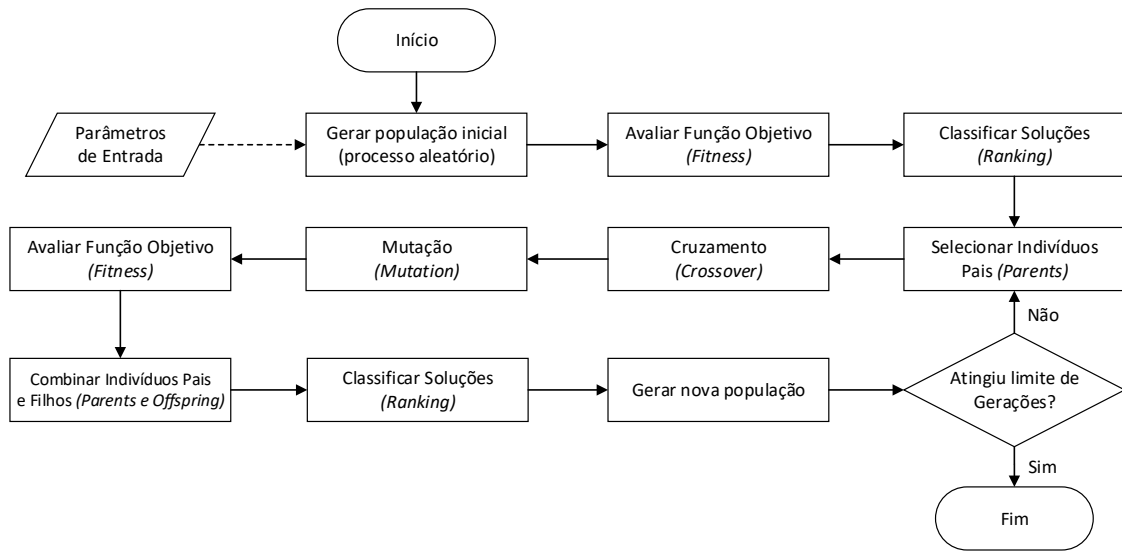 Início
Parâmetros
de Entrada
Gerar população inicial
(processo aleatório)
Avaliar Função Objetivo
(Fitness)
Classificar Soluções
(Ranking)
Selecionar Indivíduos
Pais (Parents)
Cruzamento
(Crossover)
Mutação
(Mutation)
Avaliar Função Objetivo
(Fitness)
Combinar Indivíduos Pais
e Filhos (Parents e Offspring)
Classificar Soluções
(Ranking)
Gerar nova população
Atingiu limite de
Gerações?
Não
Sim
Fim